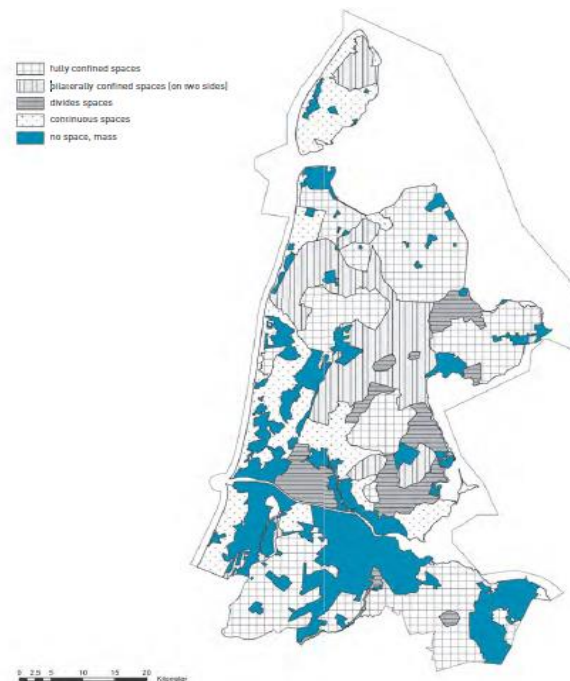 fully confined spaces
bilaterally confined spaces (on two sides)
divides spaces
continuous spaces
no space, mass
0 2.5 5 10 15 20
Kilometer